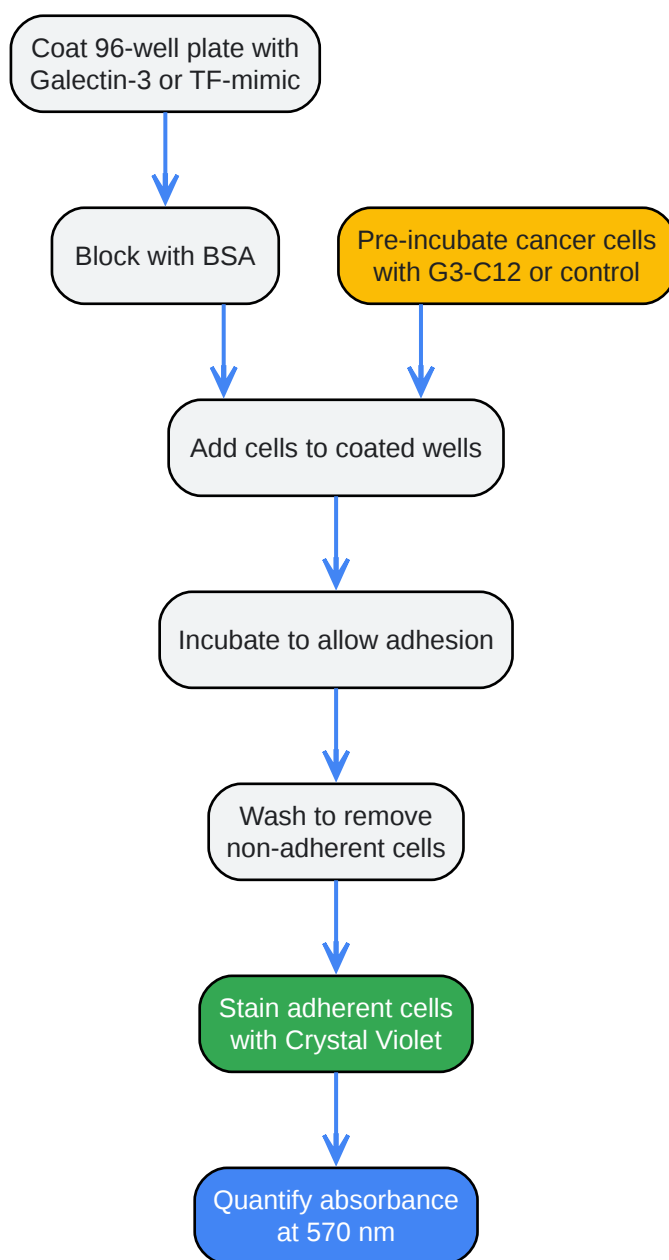 Coat 96-well plate with
Galectin-3 or TF-mimic
Block with BSA
Pre-incubate cancer cells
with G3-C12 or control
Add cells to coated wells
Incubate to allow adhesion
Wash to remove
non-adherent cells
Stain adherent cells
with Crystal Violet
Quantify absorbance
at 570 nm